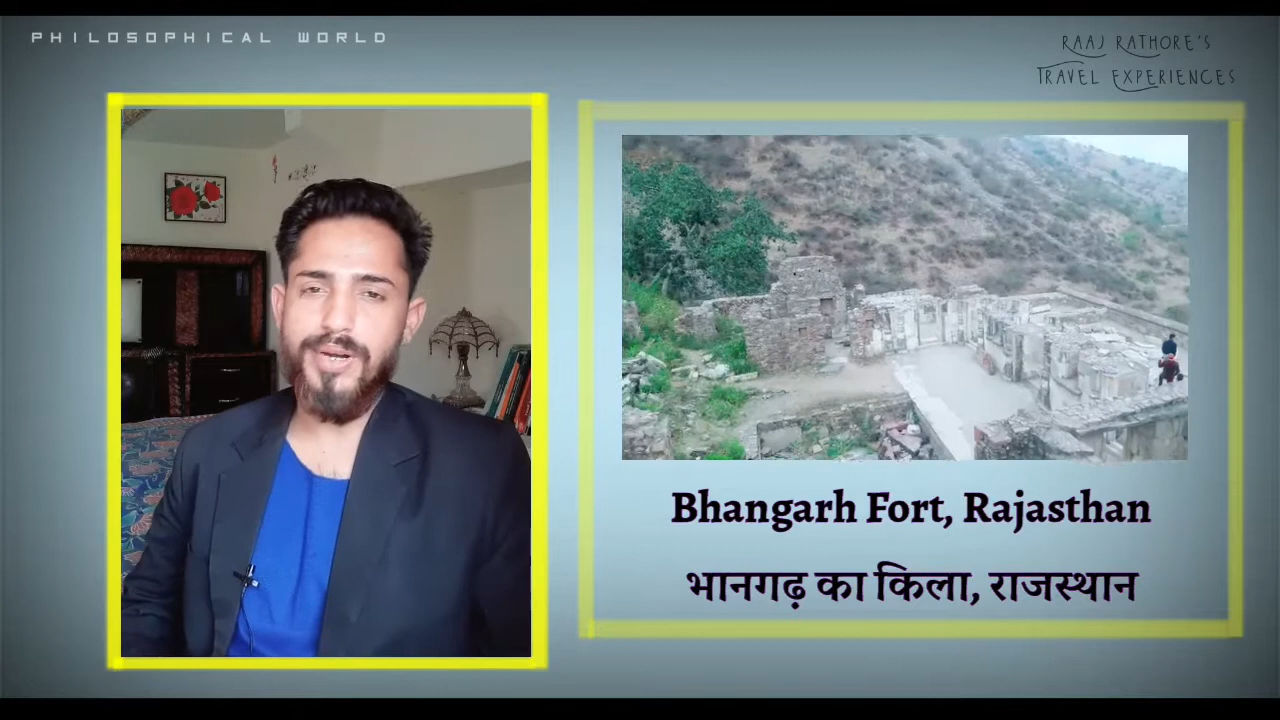 PHILOSOPHICAL WORLD
RAAJ RATHORE'S
TRAVEL EXPERIENCES
Bhangarh Fort, Rajasthan
भानगढ़ का किला, राजस्थान